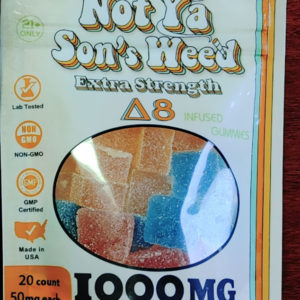 21+
ONLY
Not Ya
Son's Weed
Extra Strength
Δ8
INFUSED
GUMMIES
Lab Tested
NON
GMO
NON-GMO
GMP
GMP
Certified
Made in
USA
20 count
50mg each
1000MG